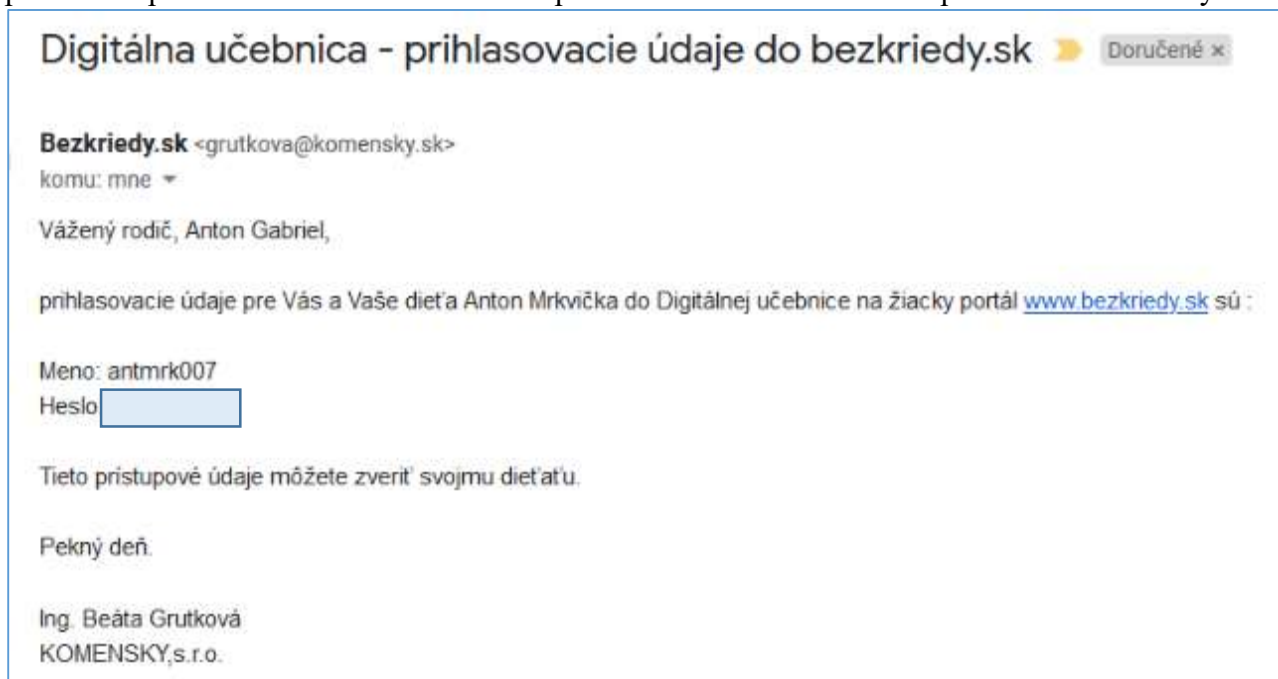 Digitálna učebnica - prihlasovacie údaje do bezkriedy.sk Doručené ×
Bezkriedy.sk <grutkova@komensky.sk>
komu: mne
Vážený rodič, Anton Gabriel,
prihlasovacie údaje pre Vás a Vaše dieťa Anton Mrkvička do Digitálnej učebnice na žiacky portál www.bezkriedy.sk sú :
Meno: antmrk007
Heslo
Tieto prístupové údaje môžete zveriť svojmu dieťaťu.
Pekný deň.
Ing. Beáta Grutková
KOMENSKY,s.r.o.